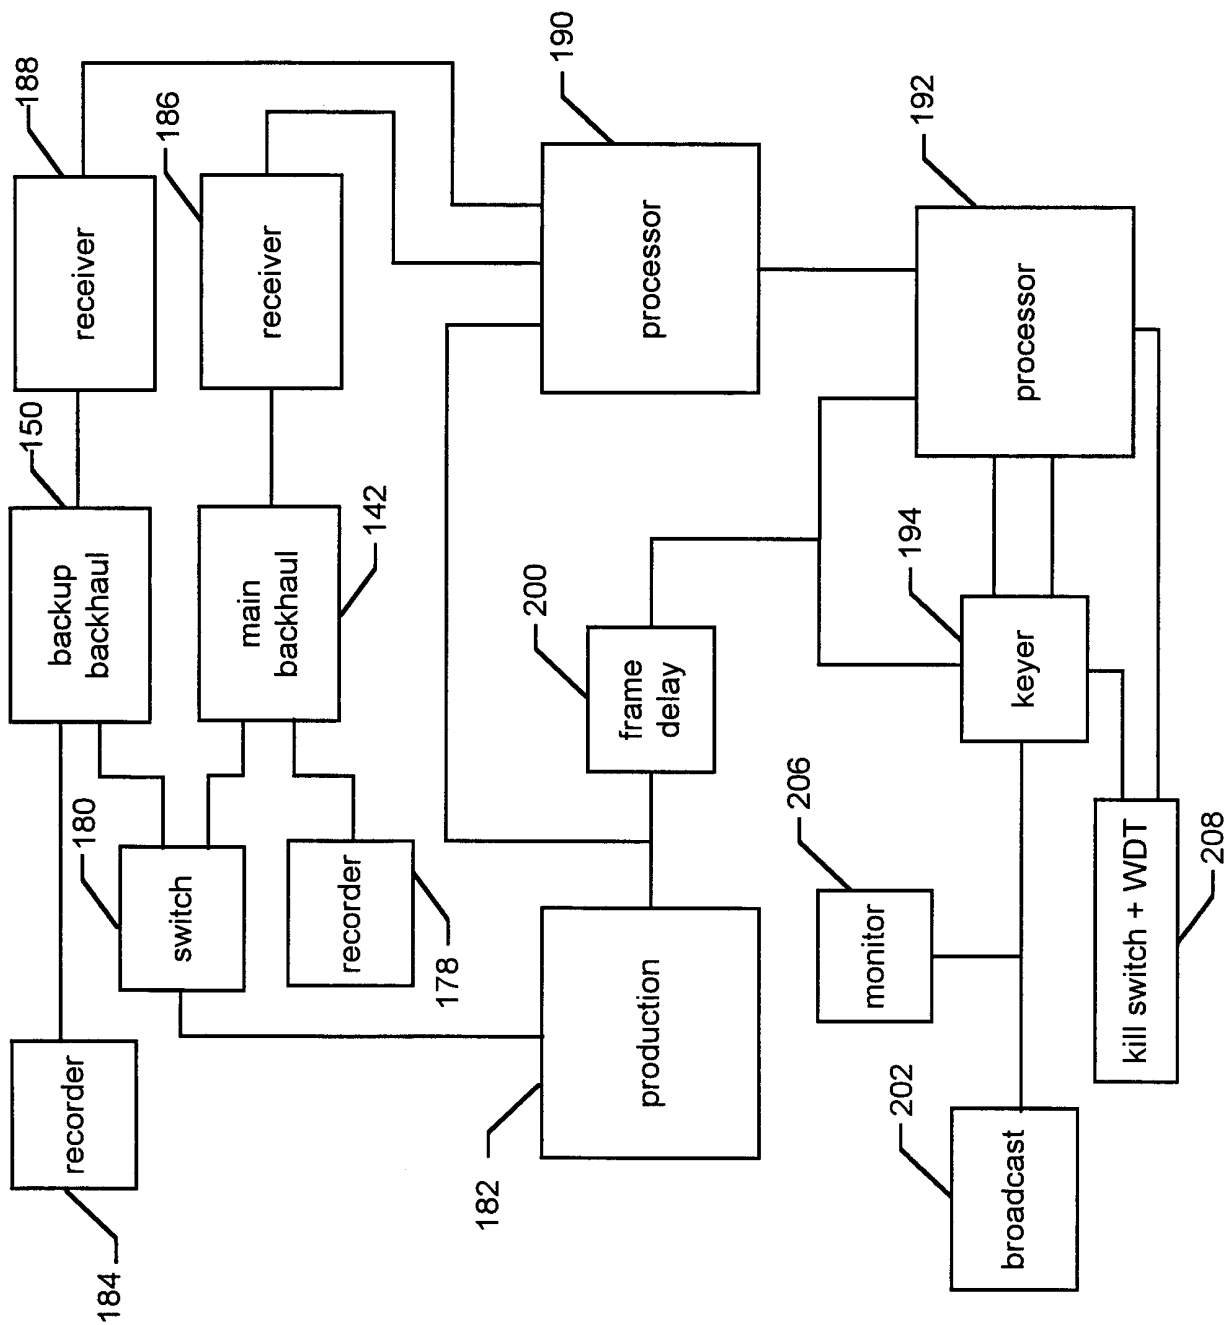 184
recorder
180
switch
backup
backhaul
150
receiver
188
recorder
178
main
backhaul
142
receiver
186
182
production
frame
delay
200
processor
190
202
broadcast
monitor
206
keyer
194
processor
192
kill switch + WDT
208